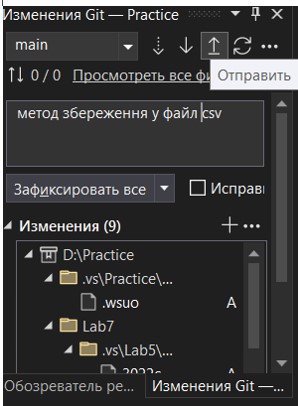 Изменения Git — Practice
main
0 / 0 Просмотреть все фи
Отправить
метод збереження у файл csv
Зафиксировать все
Исправи
Изменения (9)
D:\Practice
.vs\Practice\...
.wsuo A
Lab7
.vs\Lab5\...
Обозреватель ре...
Изменения Git —...